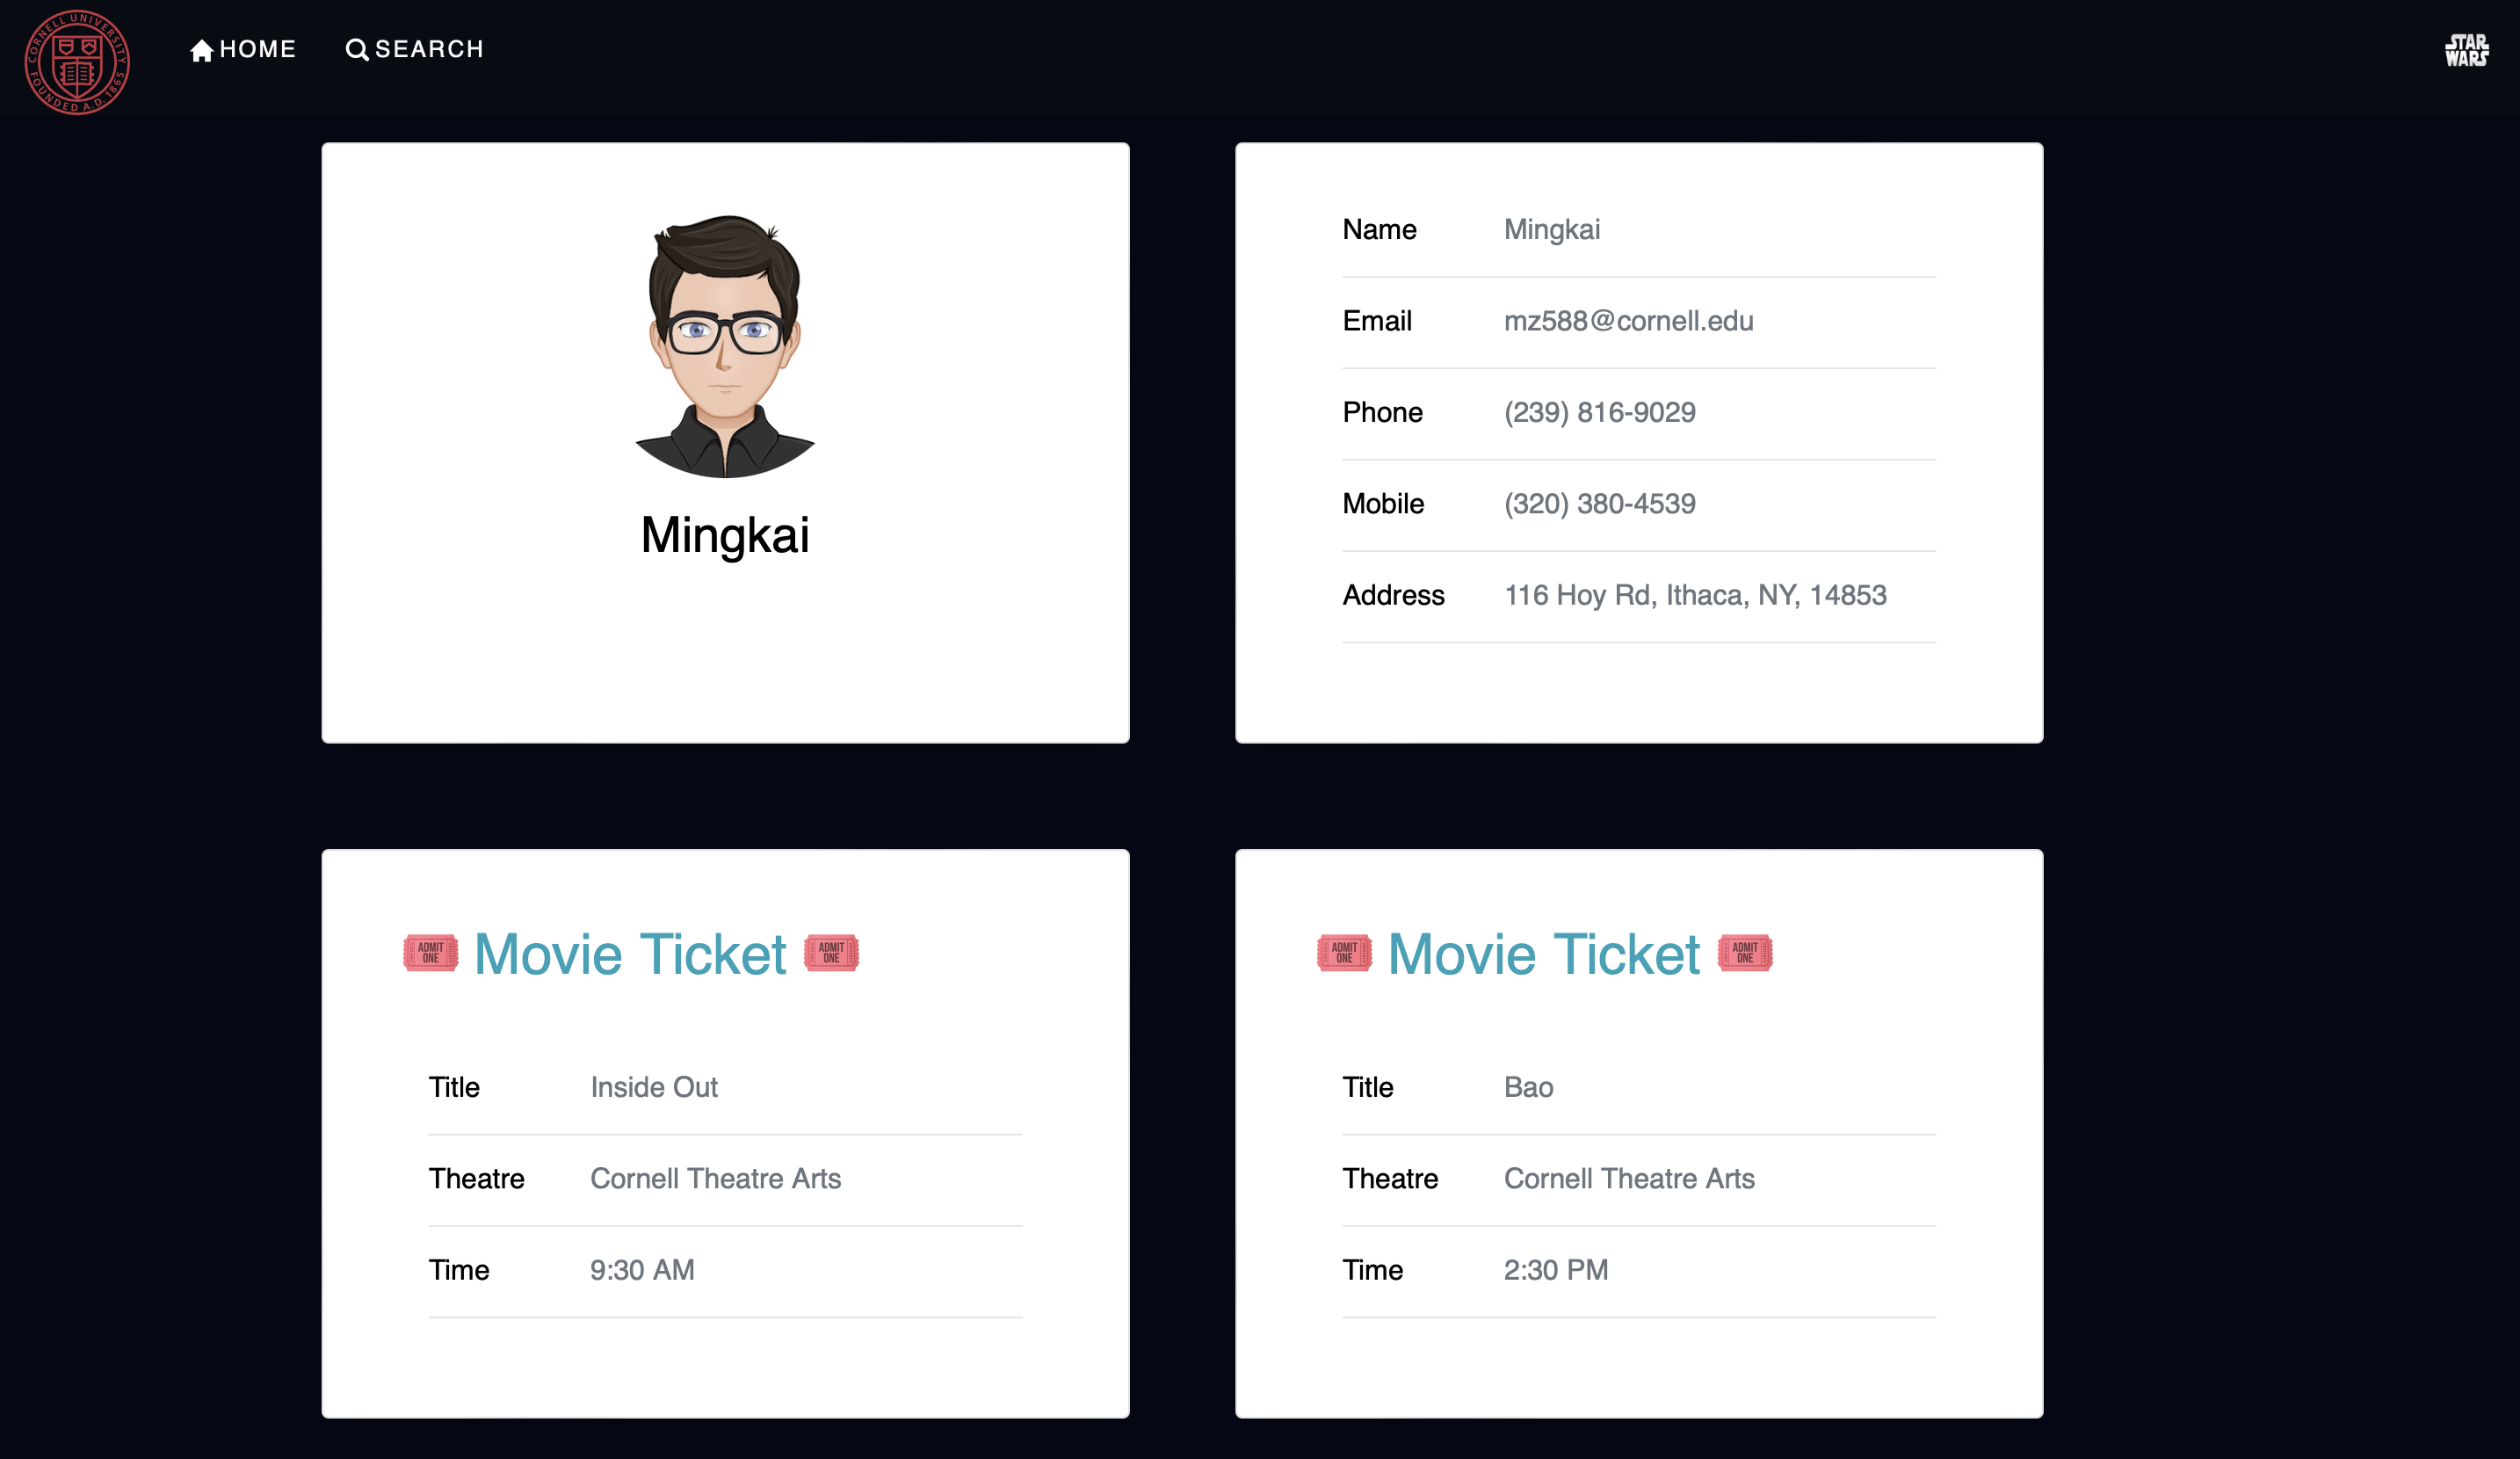 CORNELL UNIVERSITY
FOUNDED A.D. 1865
HOME
SEARCH
STAR
WARS
Mingkai
Name Mingkai
Email mz588@cornell.edu
Phone (239) 816-9029
Mobile (320) 380-4539
Address 116 Hoy Rd, Ithaca, NY, 14853
ADMIT
ONE
Movie Ticket
ADMIT
ONE
Title Inside Out
Theatre Cornell Theatre Arts
Time 9:30 AM
ADMIT
ONE
Movie Ticket
ADMIT
ONE
Title Bao
Theatre Cornell Theatre Arts
Time 2:30 PM